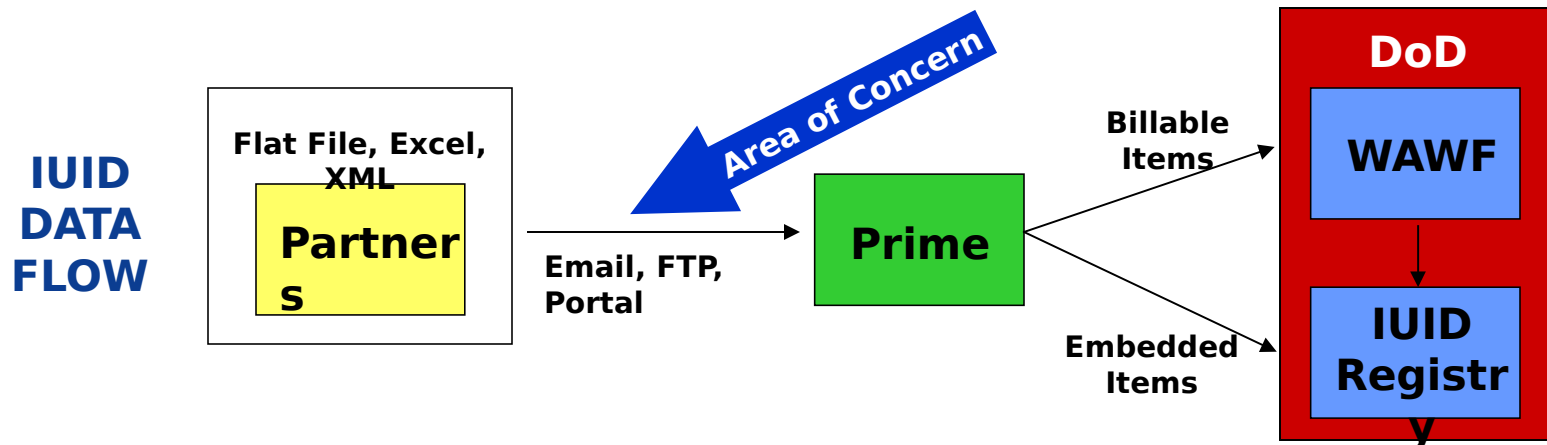 IUID
DATA
FLOW
Flat File, Excel,
XML
Partner
s
Area of Concern
Email, FTP,
Portal
Prime
Billable
Items
Embedded
Items
DoD
WAWF
IUID
Registr
y